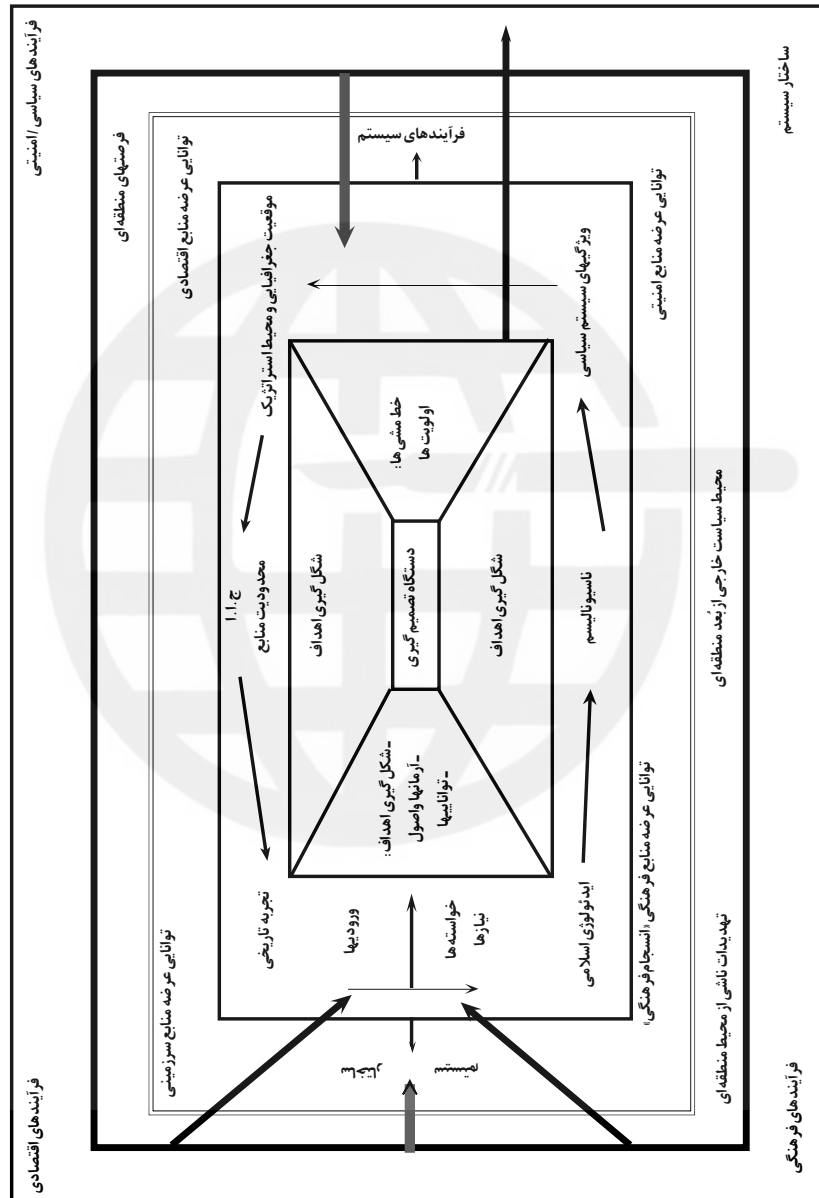 فرآیندهای سیاسی / امنیتی
ساختار سیستم
فرآیندهای اقتصادی
فرآیندهای فرهنگی
فرصتهای منطقه‌ای
محیط سیاست خارجی از بُعد منطقه‌ای
تهدیدات ناشی از محیط منطقه‌ای
توانایی عرضه منابع اقتصادی
توانایی عرضه منابع امنیتی
توانایی عرضه منابع سرزمینی
توانایی عرضه منابع فرهنگی «انسجام فرهنگی»
فرآیندهای سیستم
موقعیت جغرافیایی و محیط استراتژیک
ج.ا.ا
محدودیت منابع
تجربه تاریخی
ویژگیهای سیستم سیاسی
ناسیونالیسم
ایدئولوژی اسلامی
ورودیها
خواسته‌ها
نیازها
شکل گیری اهداف
دستگاه تصمیم گیری
شکل گیری اهداف
خط مشی ها:
اولویت ها
ـ شکل گیری اهداف:
ـ آرمانها و اصول
ـ تواناییها